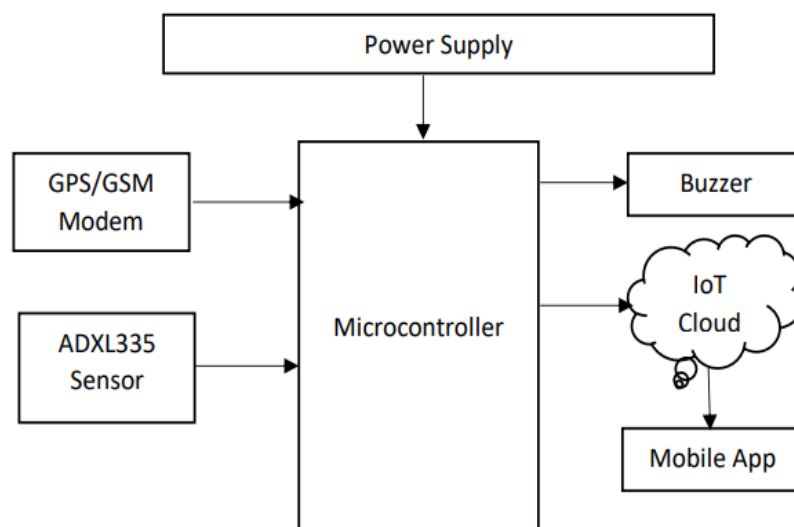 Power Supply
GPS/GSM
Modem
Buzzer
IoT
Cloud
Microcontroller
ADXL335
Sensor
Mobile App